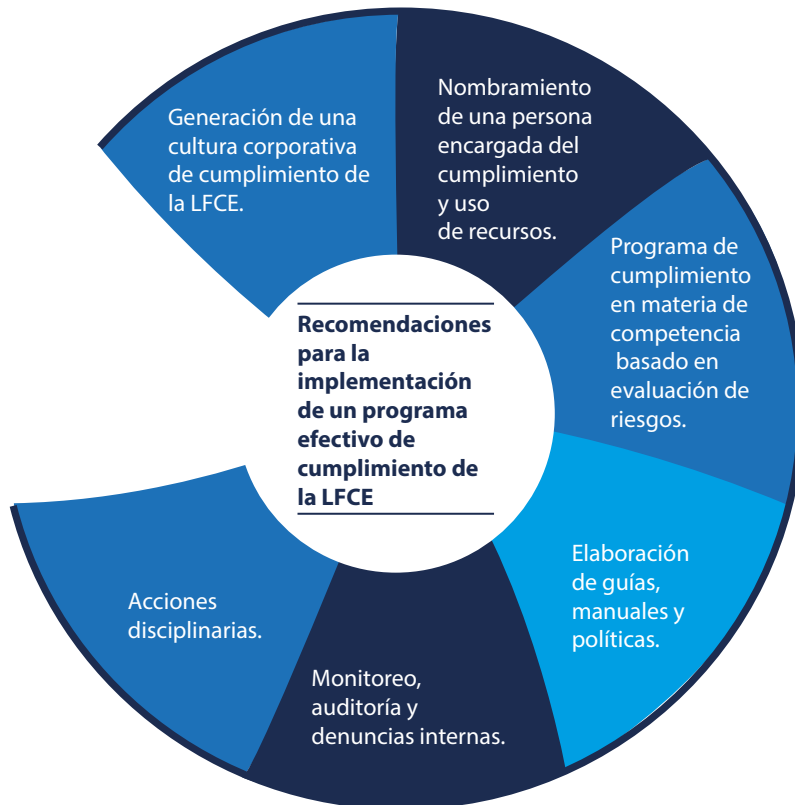 Generación de una
cultura corporativa
de cumplimiento de
la LFCE.
Nombramiento
de una persona
encargada del
cumplimiento
y uso
de recursos.
Programa de
cumplimiento
en materia de
competencia
basado en
evaluación de
riesgos.
Elaboración
de guías,
manuales y
políticas.
Monitoreo,
auditoría y
denuncias internas.
Acciones
disciplinarias.
Recomendaciones
para la
implementación
de un programa
efectivo de
cumplimiento de
la LFCE